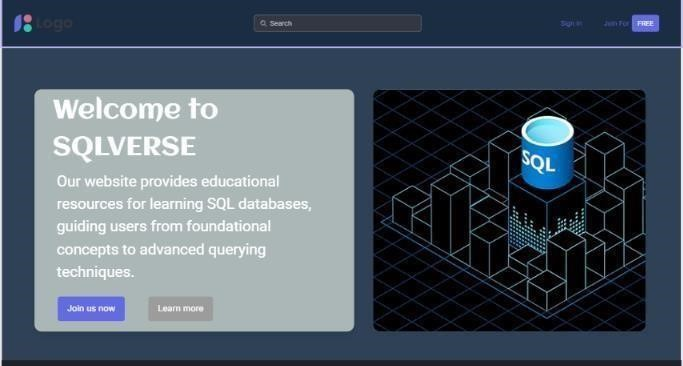 Logo
Search
Sign in
Join For FREE
Welcome to
SQLVERSE
Our website provides educational
resources for learning SQL databases,
guiding users from foundational
concepts to advanced querying
techniques.
Join us now
Learn more
SQL